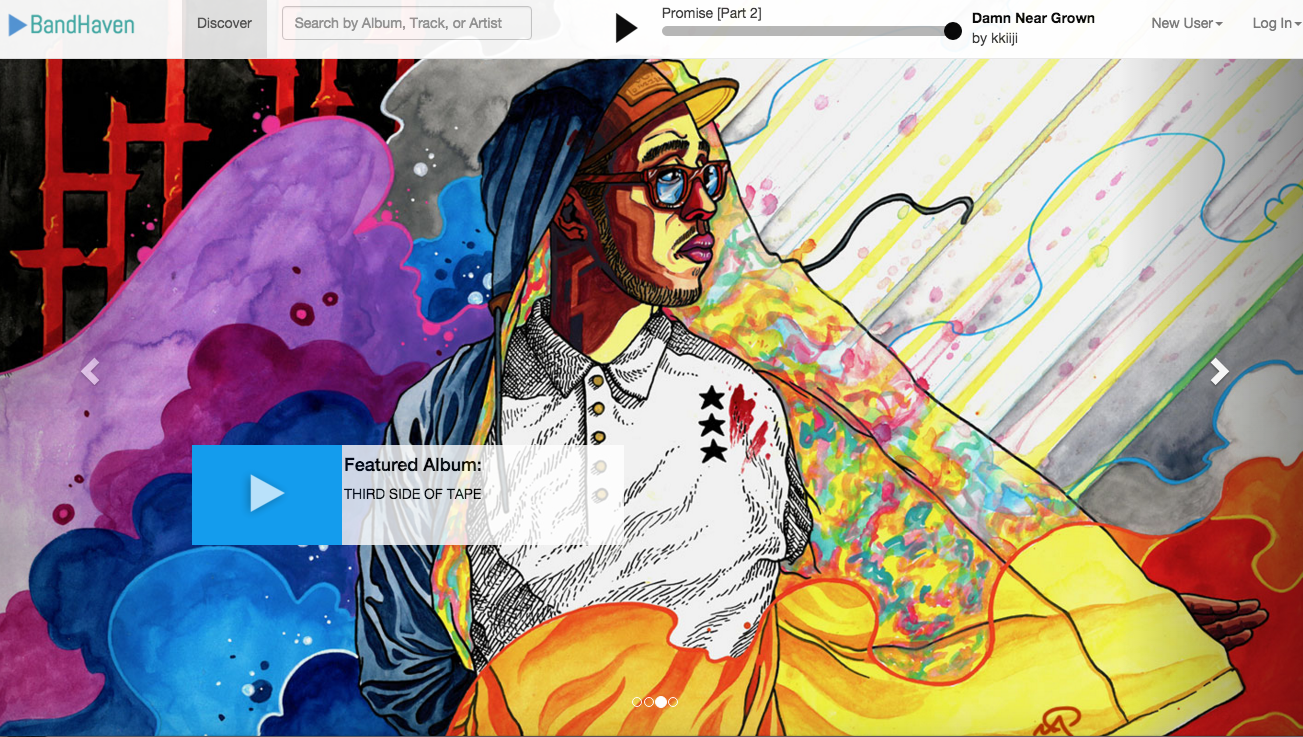 BandHaven
Discover
Search by Album, Track, or Artist
Promise [Part 2]
Damn Near Grown
by kkiiji
New User
Log In
Featured Album:
THIRD SIDE OF TAPE